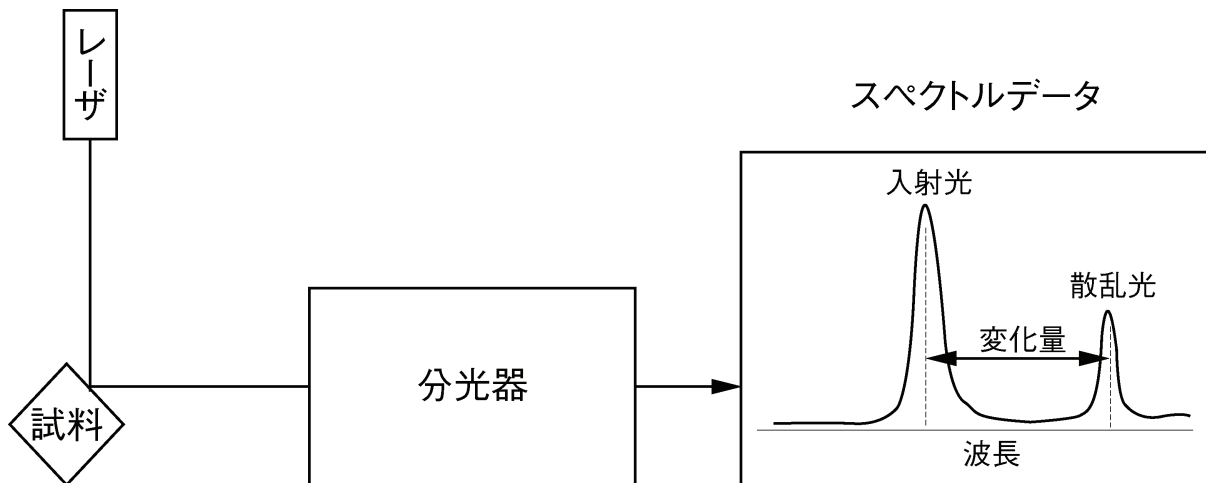 レーザ
試料
分光器
スペクトルデータ
入射光
散乱光
変化量
波長